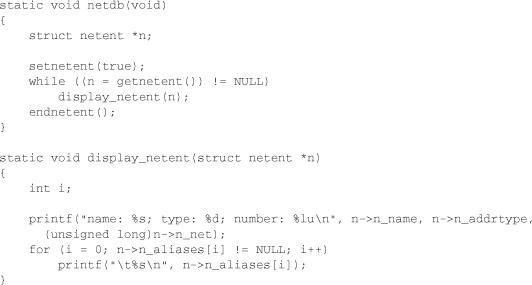 static void netdb(void)
{
    struct netent *n;

    setnetent(true);
    while ((n = getnetent()) != NULL)
        display_netent(n);
    endnetent();
}

static void display_netent(struct netent *n)
{
    int i;

    printf("name: %s; type: %d; number: %lu\n", n->n_name, n->n_addrtype,
      (unsigned long)n->n_net);
    for (i = 0; n->n_aliases[i] != NULL; i++)
        printf("\t%s\n", n->n_aliases[i]);
}